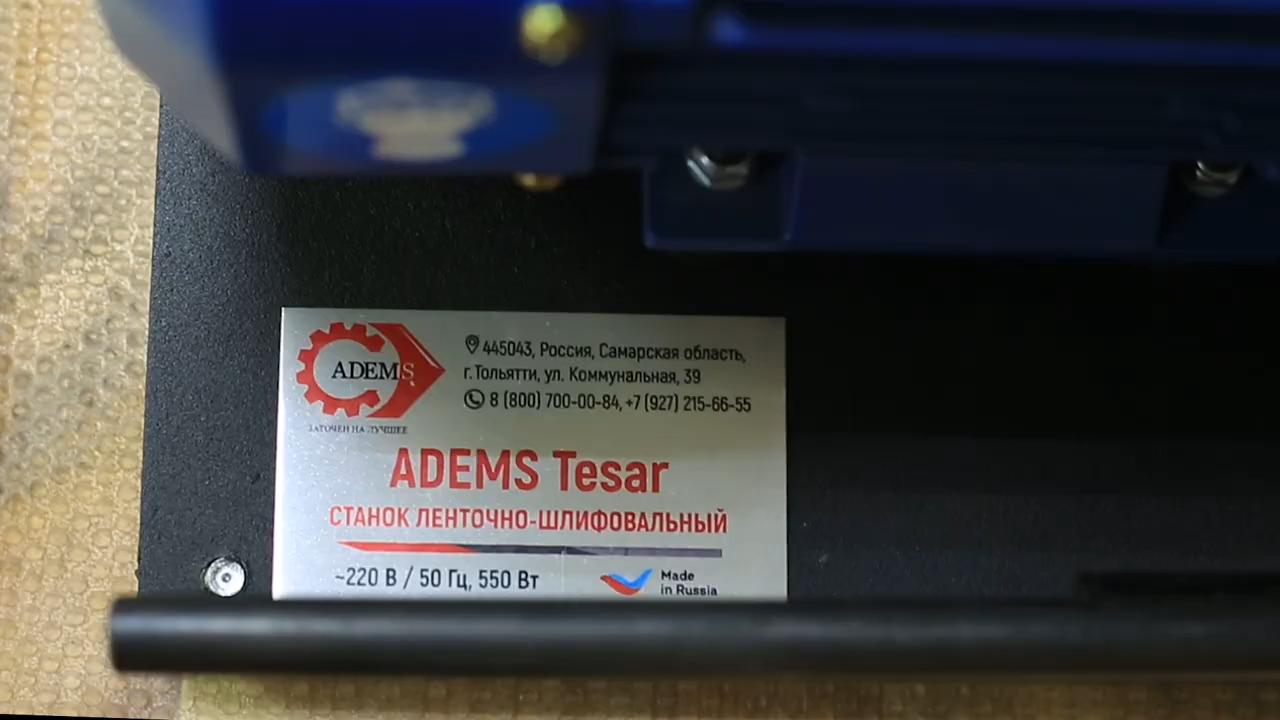 ADEMS
ЗАТОЧЕН НА ЛУЧШЕЕ
445043, Россия, Самарская область,
г. Тольятти, ул. Коммунальная, 39
8 (800) 700-00-84, +7 (927) 215-66-55
ADEMS Tesar
СТАНОК ЛЕНТОЧНО-ШЛИФОВАЛЬНЫЙ
~220 В / 50 Гц, 550 Вт
Made
in Russia